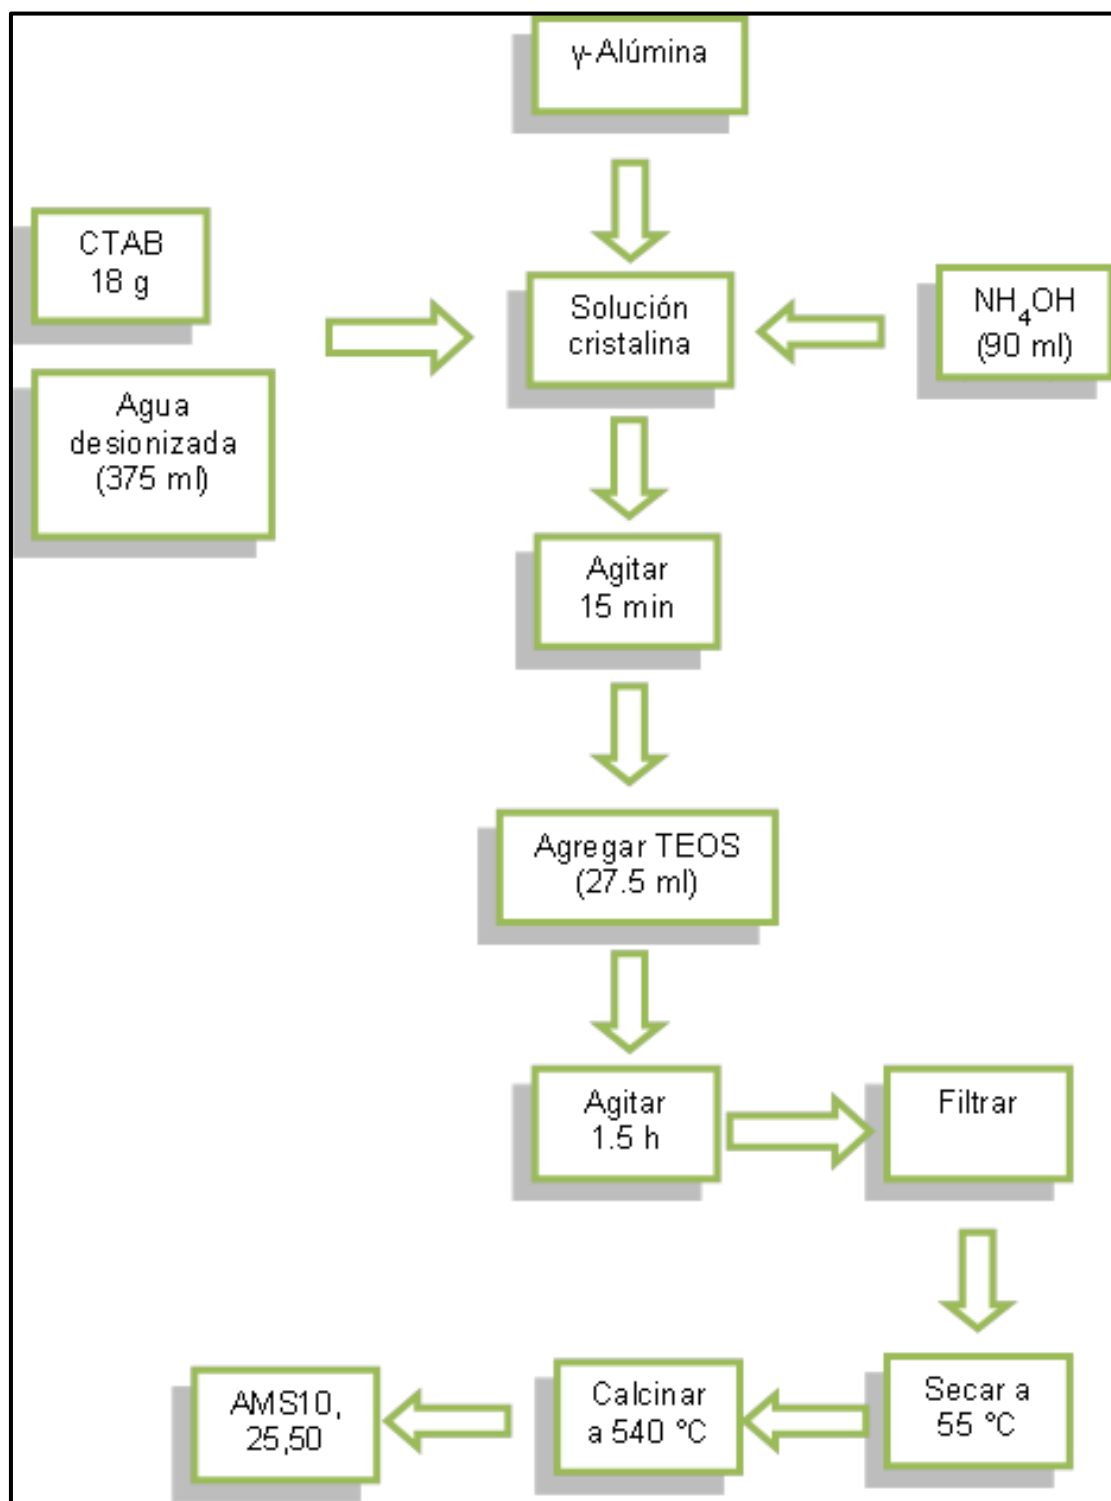 γ-Alúmina
CTAB
18 g
Agua
desionizada
(375 ml)
Solución
cristalina
NH₄OH
(90 ml)
Agitar
15 min
Agregar TEOS
(27.5 ml)
Agitar
1.5 h
Filtrar
Secar a
55 °C
Calcinar
a 540 °C
AMS10,
25,50